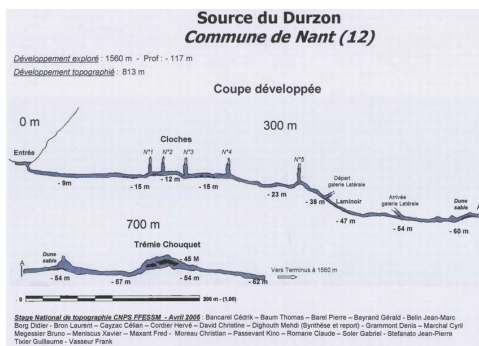 Source du Durzon
Commune de Nant (12)
Développement exploré : 1560 m - Prof : - 117 m
Développement topographié : 813 m
Coupe développée
0 m
300 m
Entrée
Cloches
N°1 N°2 N°3 N°4 N°5
- 9m
- 15 m
- 12 m
- 15 m
- 23 m
- 38 m
Départ
galerie Latérale
Laminoir
- 47 m
Arrivée
galerie Latérale
- 54 m
Dune
sable
- 60 m
A
700 m
Trémie Chouquet
Dune
sable
A
- 54 m
- 57 m
- 45 M
- 54 m
- 62 m
Vers Terminus à 1560 m
0
200 m - (1.00)
Stage National de topographie CNPS FFESSM - Avril 2006 : Bancarel Cédrik – Baum Thomas – Barel Pierre – Bayrand Gérald - Belin Jean-Marc
Borg Didier - Bron Laurent – Cayzac Célian – Cordier Hervé – David Christine – Dighouth Mehdi (Synthèse et report) - Grammont Denis – Marchal Cyril
Megessier Bruno - Meniscus Xavier – Maxant Fred - Moreau Christian – Passevant Kino – Romane Claude – Soler Gabriel - Stefanato Jean-Pierre
Tixier Guillaume - Vasseur Frank